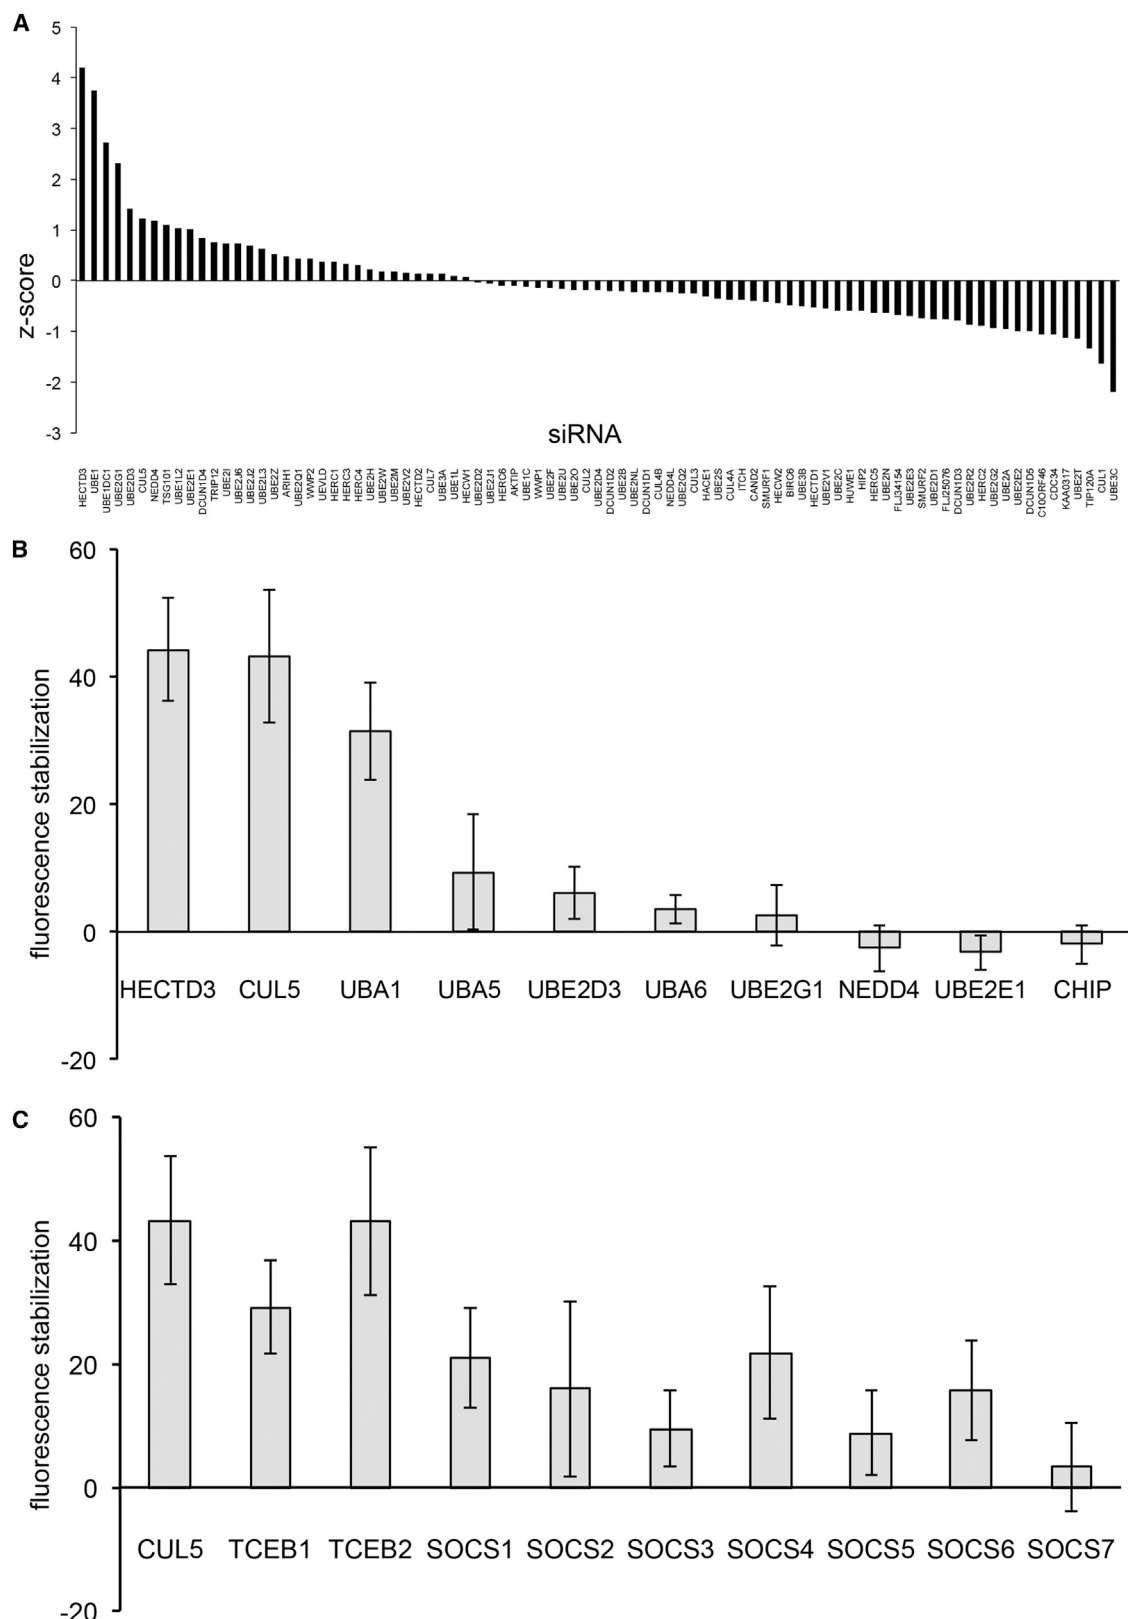 A
5
4
3
2
1
0
-1
-2
-3
z-score
siRNA
HECTD3 UBE1 UBE1DC1 UBE2G1 UBE2D3 CUL5 NEDD4 TSG101 UBE1L2 UBE2E1 DCUN1D4 TRIP12 UBE2I UBE2J6 UBE2J2 UBE2L3 UBE2Z ARIH1 UBE2Q1 WWP2 UEVLD HERC1 HERC3 HERC4 UBE2H UBE2W UBE2M UBE2V2 HECTD2 CUL7 UBE3A UBE1L HECW1 UBE2D2 UBE2J1 HERC6 AKTIP UBE1C WWP1 UBE2F UBE2U UBE2O CUL2 UBE2D4 DCUN1D2 UBE2B UBE2NL DCUN1D1 CUL4B NEDD4L UBE2Q2 CUL3 HACE1 UBE2S CUL4A ITCH CAND2 SMURF1 HECW2 BIRC6 UBE3B HECTD1 UBE2V1 UBE2C HUWE1 HIP2 HERC5 UBE2N FLJ34154 UBE2E3 SMURF2 UBE2D1 FLJ25076 DCUN1D3 UBE2R2 HERC2 UBE2G2 UBE2A UBE2E2 DCUN1D5 C10ORF46 CDC34 KAA0317 UBE2T TIP120A CUL1 UBE3C
B
60
40
20
0
-20
fluorescence stabilization
HECTD3 CUL5 UBA1 UBA5 UBE2D3 UBA6 UBE2G1 NEDD4 UBE2E1 CHIP
C
60
40
20
0
-20
fluorescence stabilization
CUL5 TCEB1 TCEB2 SOCS1 SOCS2 SOCS3 SOCS4 SOCS5 SOCS6 SOCS7